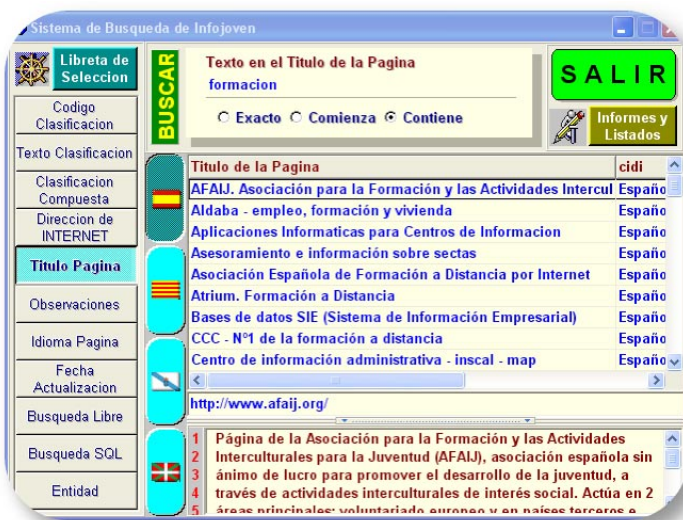 Sistema de Busqueda de Infojoven
Libreta de
Seleccion
Codigo
Clasificacion
Texto Clasificacion
Clasificacion
Compuesta
Direccion de
INTERNET
Titulo Pagina
Observaciones
Idioma Pagina
Fecha
Actualizacion
Busqueda Libre
Busqueda SQL
Entidad
BUSCAR
Texto en el Titulo de la Pagina
formacion
Exacto Comienza Contiene
SALIR
Informes y
Listados
Titulo de la Pagina cidi
AFAIJ. Asociación para la Formación y las Actividades Intercul Españo
Aldaba - empleo, formación y vivienda Españo
Aplicaciones Informaticas para Centros de Informacion Españo
Asesoramiento e información sobre sectas Españo
Asociación Española de Formación a Distancia por Internet Españo
Atrium. Formación a Distancia Españo
Bases de datos SIE (Sistema de Información Empresarial) Españo
CCC - Nº1 de la formación a distancia Españo
Centro de información administrativa - inscal - map Españo
http://www.afaij.org/
1 Página de la Asociación para la Formación y las Actividades
2 Interculturales para la Juventud (AFAIJ), asociación española sin
3 ánimo de lucro para promover el desarrollo de la juventud, a
4 través de actividades interculturales de interés social. Actúa en 2
5 áreas principales: voluntariado europeo y en países terceros e